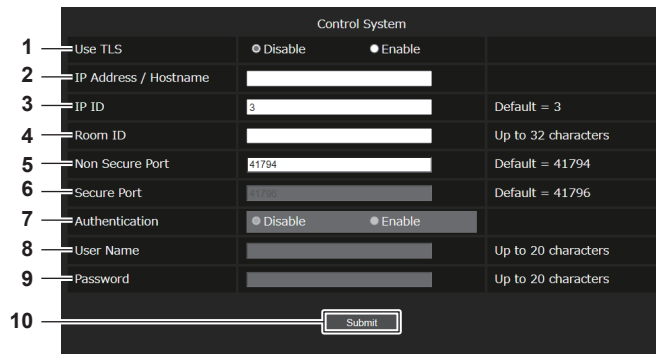 Control System
1 Use TLS Disable Enable
2 IP Address / Hostname
3 IP ID 3 Default = 3
4 Room ID Up to 32 characters
5 Non Secure Port 41794 Default = 41794
6 Secure Port 41796 Default = 41796
7 Authentication Disable Enable
8 User Name Up to 20 characters
9 Password Up to 20 characters
10 Submit